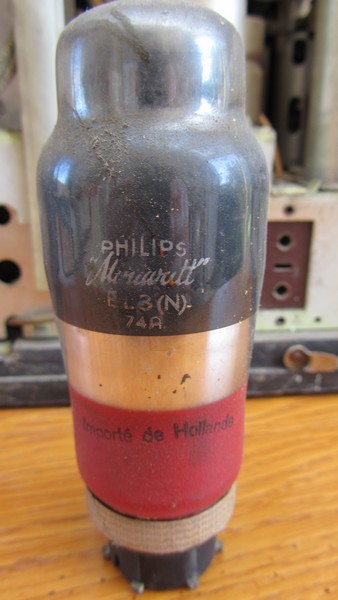 PHILIPS
"Miniwatt"
EL3(N)
74A
Importé de Hollande